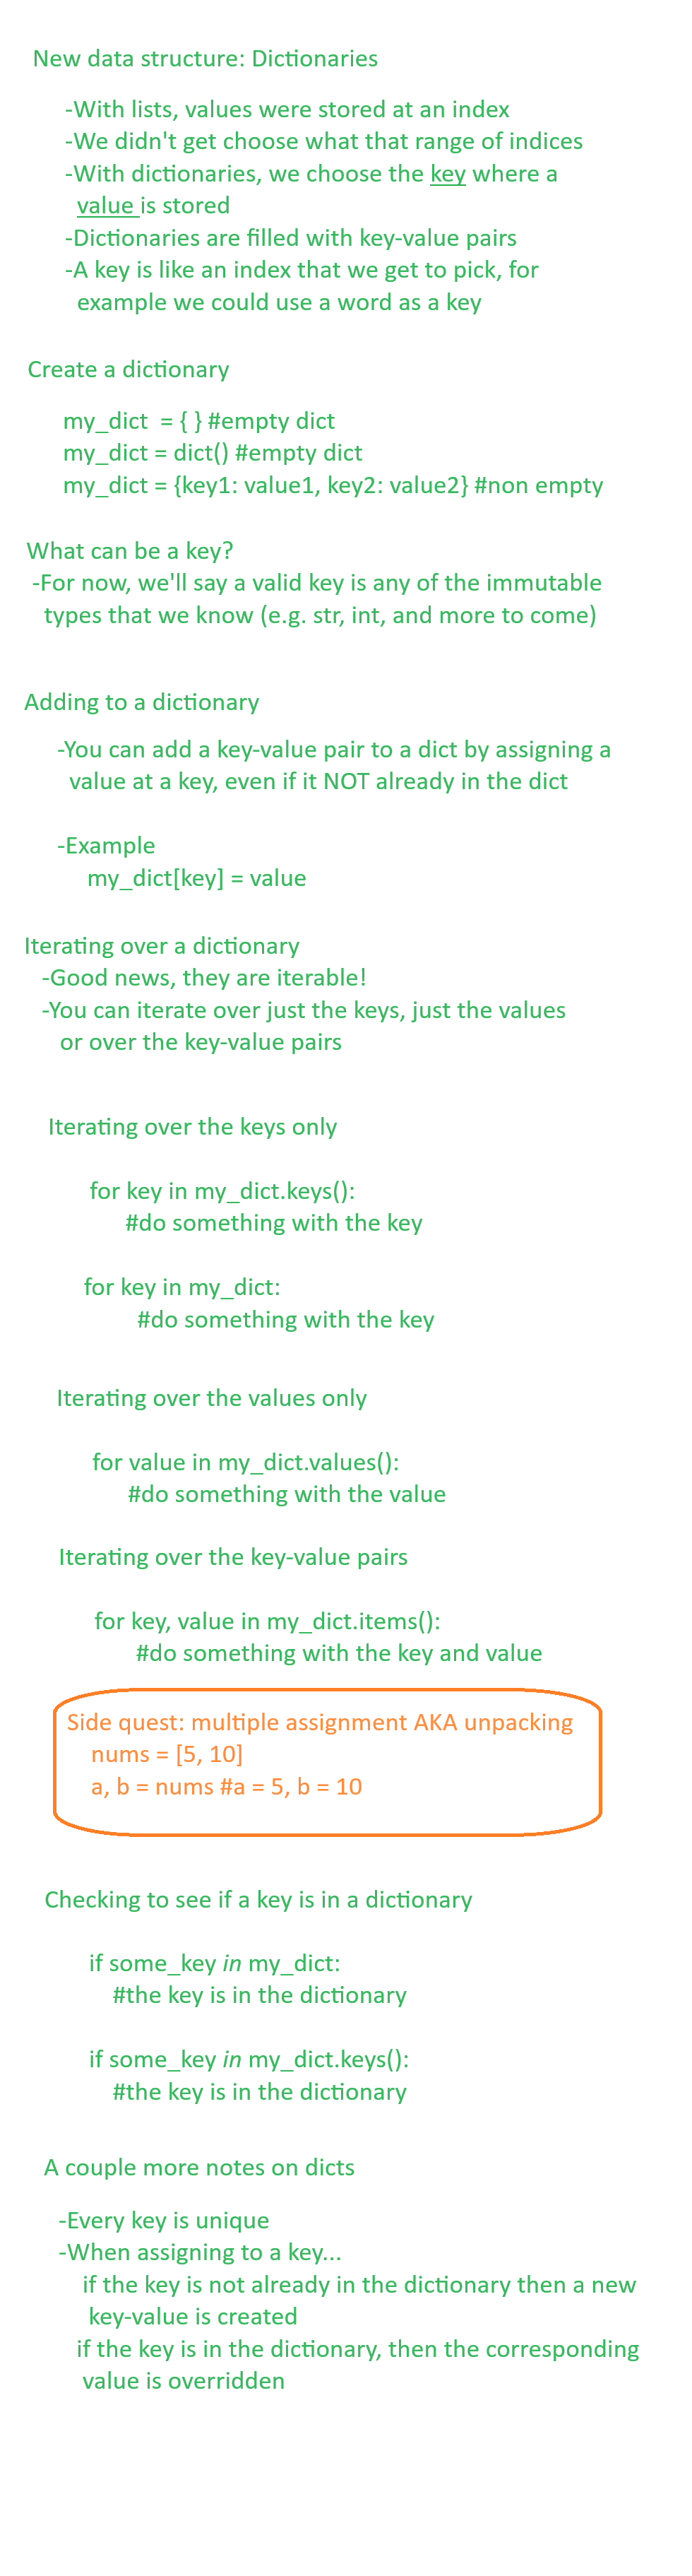 New data structure: Dictionaries
-With lists, values were stored at an index
-We didn't get choose what that range of indices
-With dictionaries, we choose the key where a
value is stored
-Dictionaries are filled with key-value pairs
-A key is like an index that we get to pick, for
example we could use a word as a key
Create a dictionary
my_dict  = { } #empty dict
my_dict = dict() #empty dict
my_dict = {key1: value1, key2: value2} #non empty
What can be a key?
-For now, we'll say a valid key is any of the immutable
types that we know (e.g. str, int, and more to come)
Adding to a dictionary
-You can add a key-value pair to a dict by assigning a
value at a key, even if it NOT already in the dict
-Example
my_dict[key] = value
Iterating over a dictionary
-Good news, they are iterable!
-You can iterate over just the keys, just the values
or over the key-value pairs
Iterating over the keys only
for key in my_dict.keys():
#do something with the key
for key in my_dict:
#do something with the key
Iterating over the values only
for value in my_dict.values():
#do something with the value
Iterating over the key-value pairs
for key, value in my_dict.items():
#do something with the key and value
Side quest: multiple assignment AKA unpacking
nums = [5, 10]
a, b = nums #a = 5, b = 10
Checking to see if a key is in a dictionary
if some_key in my_dict:
#the key is in the dictionary
if some_key in my_dict.keys():
#the key is in the dictionary
A couple more notes on dicts
-Every key is unique
-When assigning to a key...
if the key is not already in the dictionary then a new
key-value is created
if the key is in the dictionary, then the corresponding
value is overridden